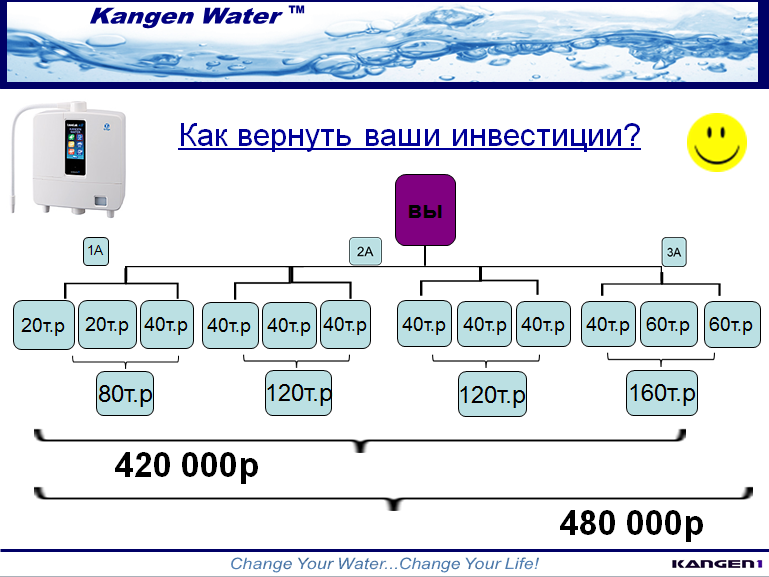 Kangen Water ™
Как вернуть ваши инвестиции?
вы
1А 2А 3А
20т.р 20т.р 40т.р 40т.р 40т.р 40т.р 40т.р 40т.р 40т.р 40т.р 60т.р 60т.р
80т.р 120т.р 120т.р 160т.р
420 000р
480 000р
Change Your Water...Change Your Life!
KANGEN1